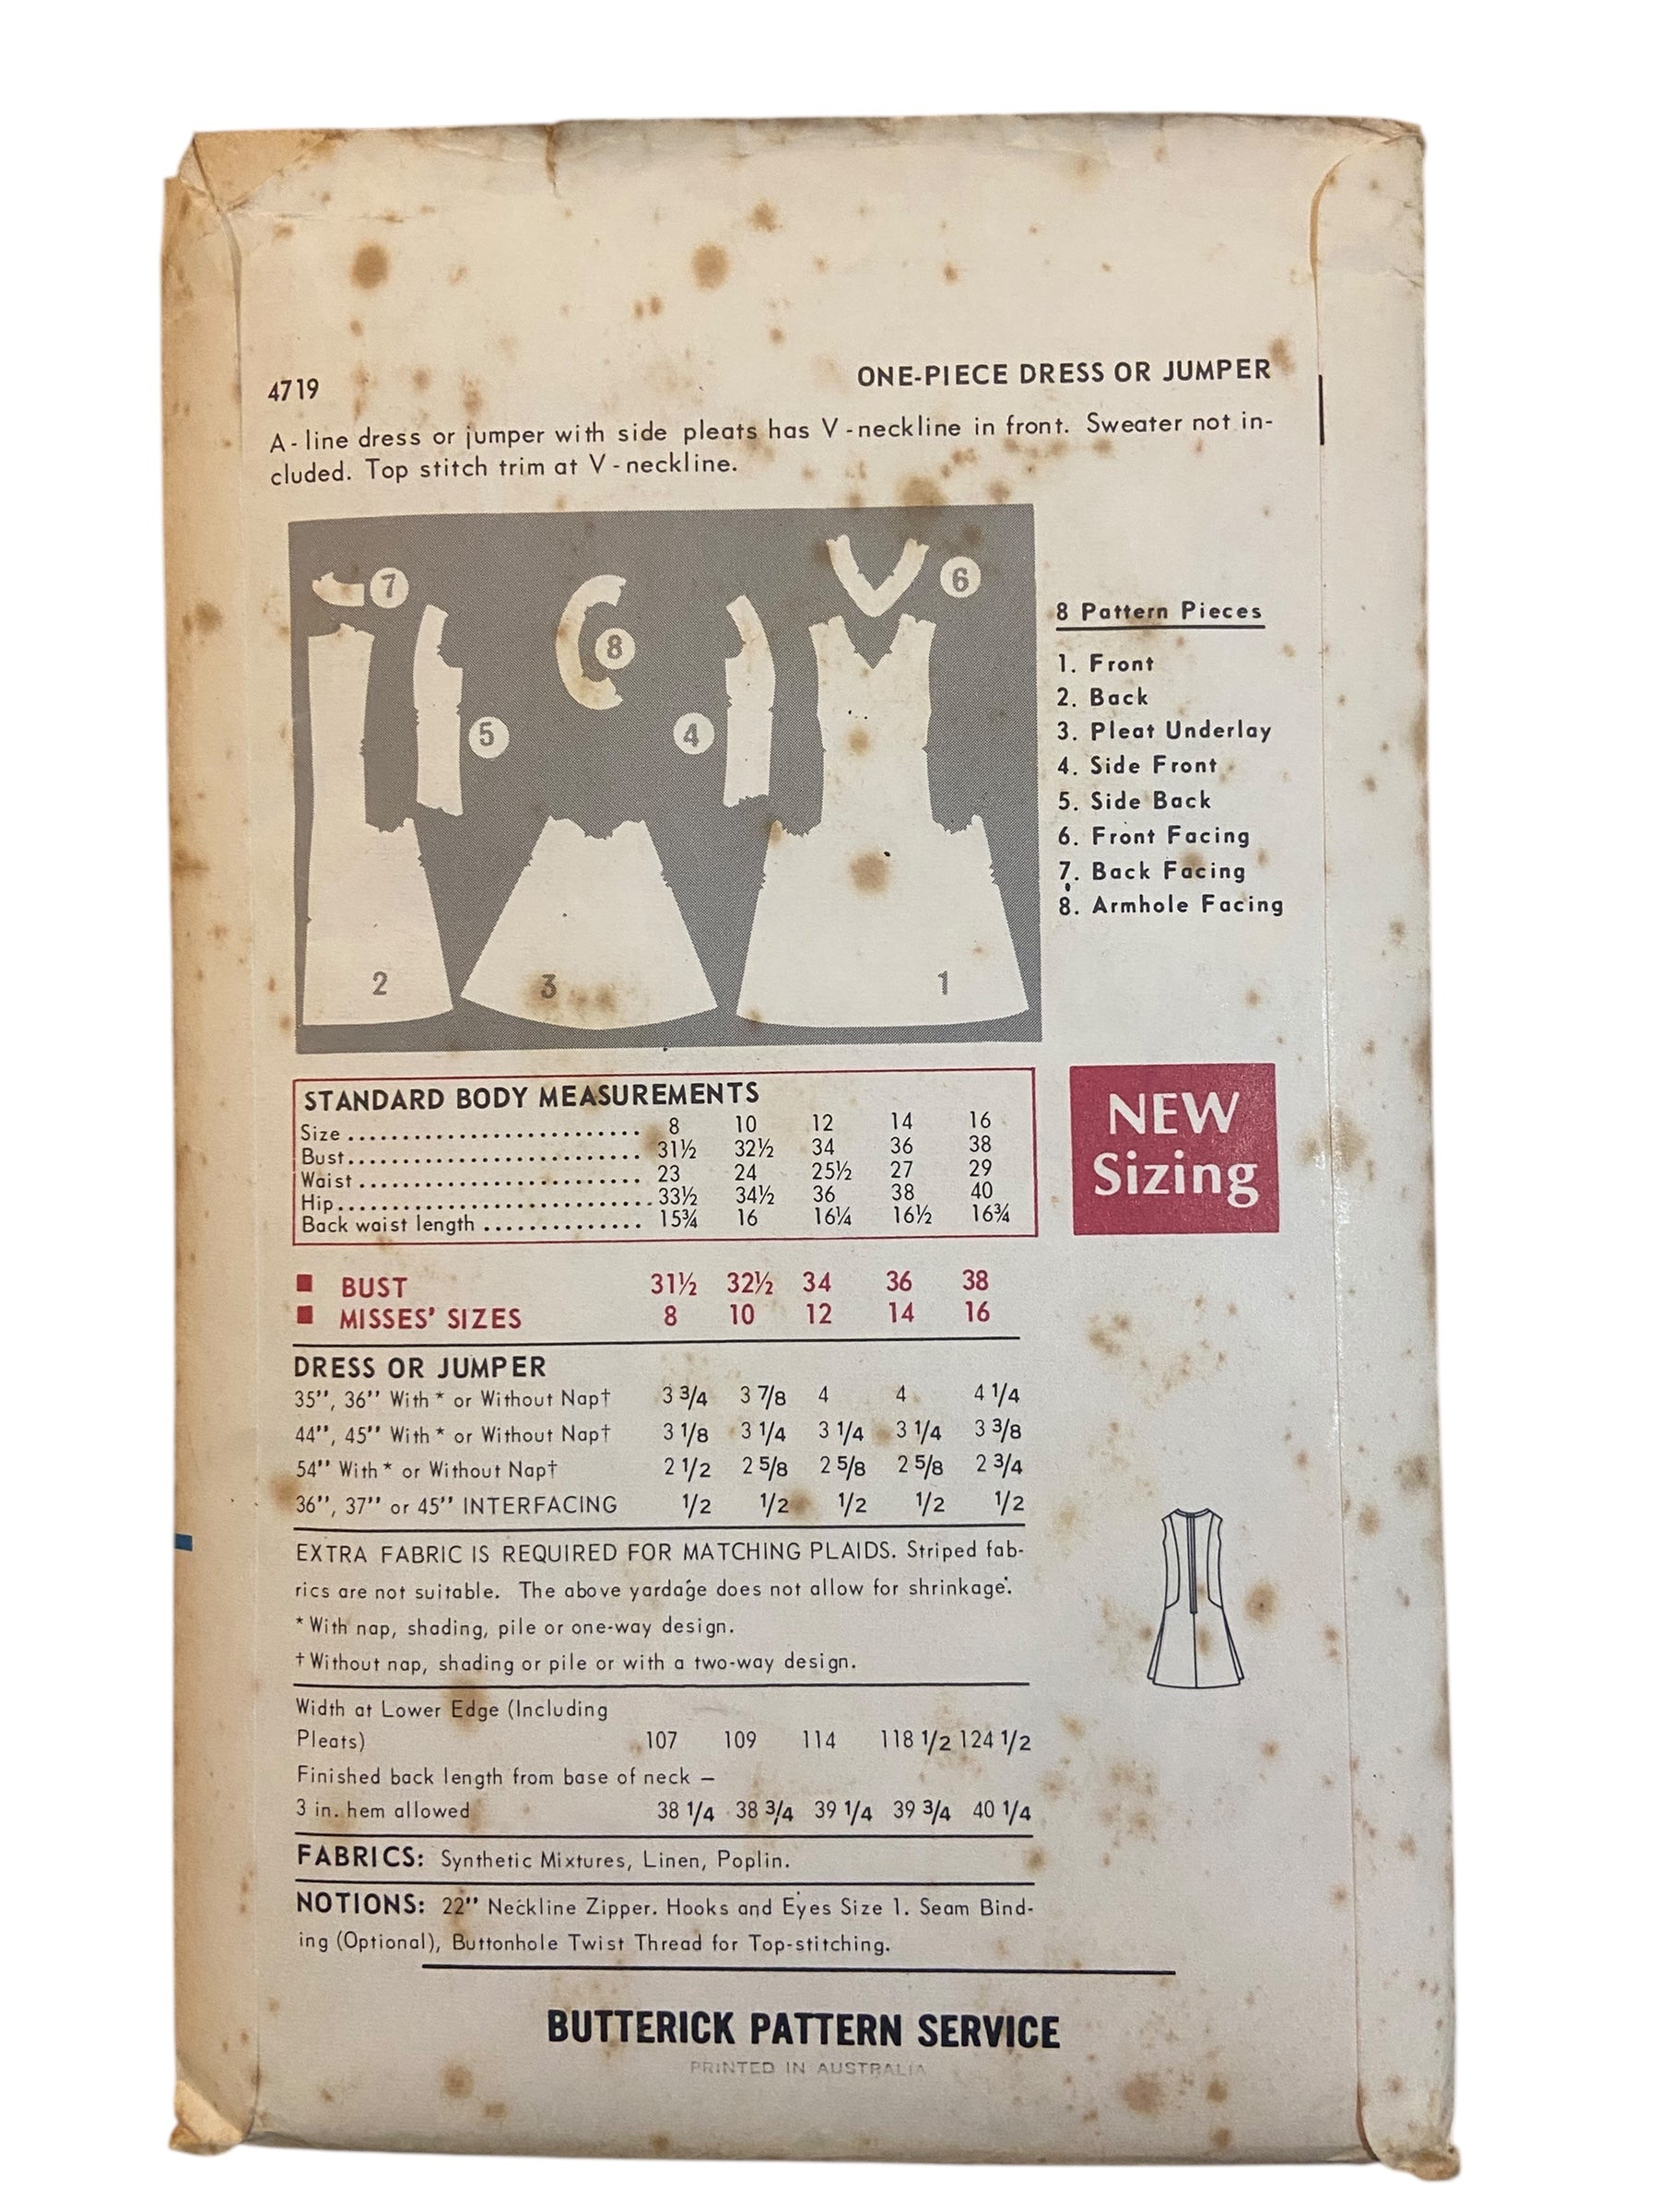 4719
ONE-PIECE DRESS OR JUMPER
A-line dress or jumper with side pleats has V-neckline in front. Sweater not in-
cluded. Top stitch trim at V-neckline.
7
8
6
5
4
2
3
1
8 Pattern Pieces
1. Front
2. Back
3. Pleat Underlay
4. Side Front
5. Side Back
6. Front Facing
7. Back Facing
8. Armhole Facing
STANDARD BODY MEASUREMENTS
Size ........................... 8 10 12 14 16
Bust........................... 31½ 32½ 34 36 38
Waist .......................... 23 24 25½ 27 29
Hip............................. 33½ 34½ 36 38 40
Back waist length ............... 15¾ 16 16¼ 16½ 16¾
NEW
Sizing
■ BUST 31½ 32½ 34 36 38
■ MISSES' SIZES 8 10 12 14 16
DRESS OR JUMPER
35'', 36'' With * or Without Nap† 3 3/4 3 7/8 4 4 4 1/4
44'', 45'' With * or Without Nap† 3 1/8 3 1/4 3 1/4 3 1/4 3 3/8
54'' With * or Without Nap† 2 1/2 2 5/8 2 5/8 2 5/8 2 3/4
36'', 37'' or 45'' INTERFACING 1/2 1/2 1/2 1/2 1/2
EXTRA FABRIC IS REQUIRED FOR MATCHING PLAIDS. Striped fab-
rics are not suitable. The above yardage does not allow for shrinkage.
* With nap, shading, pile or one-way design.
† Without nap, shading or pile or with a two-way design.
Width at Lower Edge (Including
Pleats) 107 109 114 118 1/2 124 1/2
Finished back length from base of neck –
3 in. hem allowed 38 1/4 38 3/4 39 1/4 39 3/4 40 1/4
FABRICS: Synthetic Mixtures, Linen, Poplin.
NOTIONS: 22'' Neckline Zipper. Hooks and Eyes Size 1. Seam Bind-
ing (Optional), Buttonhole Twist Thread for Top-stitching.
BUTTERICK PATTERN SERVICE
PRINTED IN AUSTRALIA